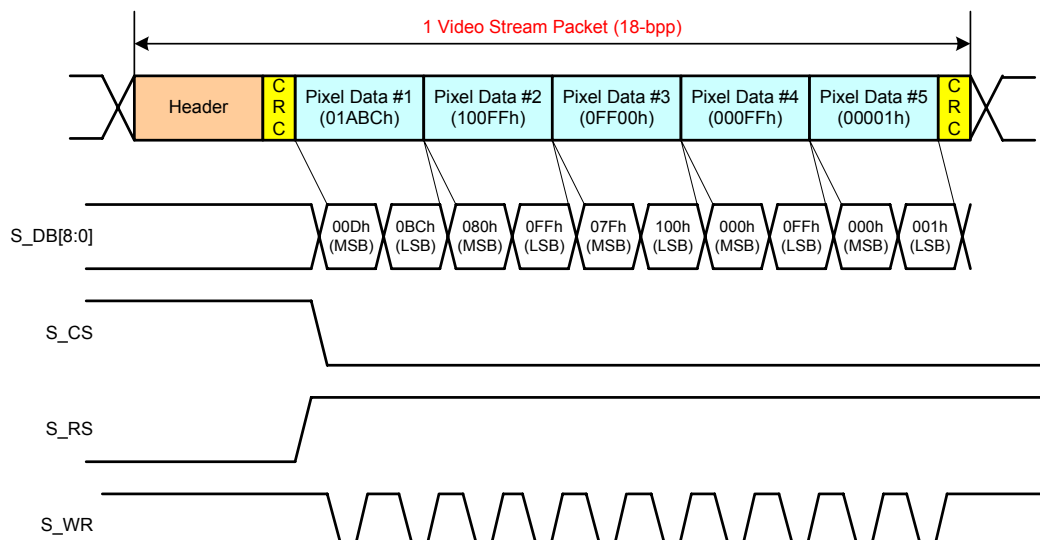 1 Video Stream Packet (18-bpp)
Header
C
R
C
Pixel Data #1
(01ABCh)
Pixel Data #2
(100FFh)
Pixel Data #3
(0FF00h)
Pixel Data #4
(000FFh)
Pixel Data #5
(00001h)
C
R
C
S_DB[8:0]
00Dh
(MSB)
0BCh
(LSB)
080h
(MSB)
0FFh
(LSB)
07Fh
(MSB)
100h
(LSB)
000h
(MSB)
0FFh
(LSB)
000h
(MSB)
001h
(LSB)
S_CS
S_RS
S_WR